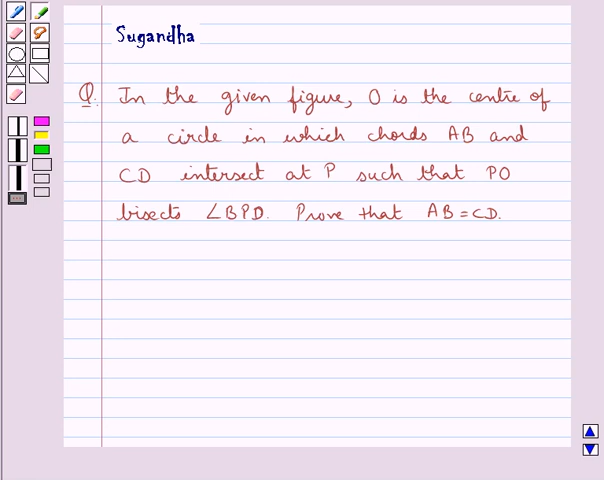 Sugandha
Q. In the given figure, O is the centre of
a circle in which chords AB and
CD intersect at P such that PO
bisects ∠BPD. Prove that AB = CD.